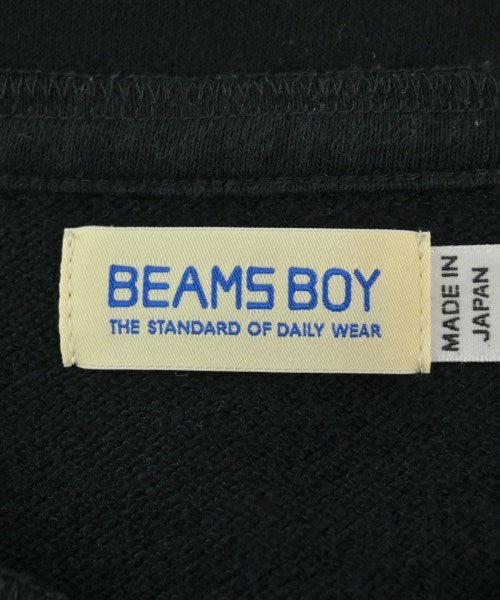 BEAMS BOY
THE STANDARD OF DAILY WEAR
MADE IN
JAPAN